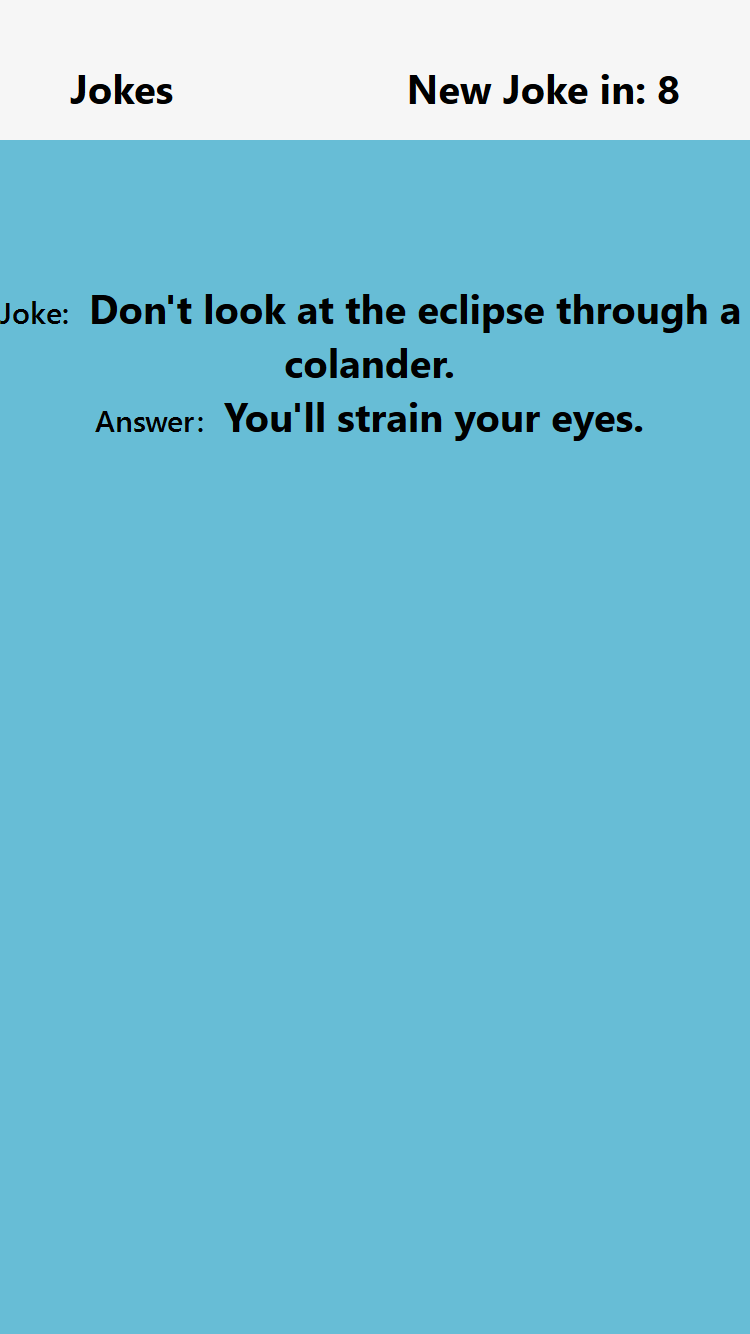 Jokes New Joke in: 8
Joke: Don't look at the eclipse through a
colander.
Answer: You'll strain your eyes.